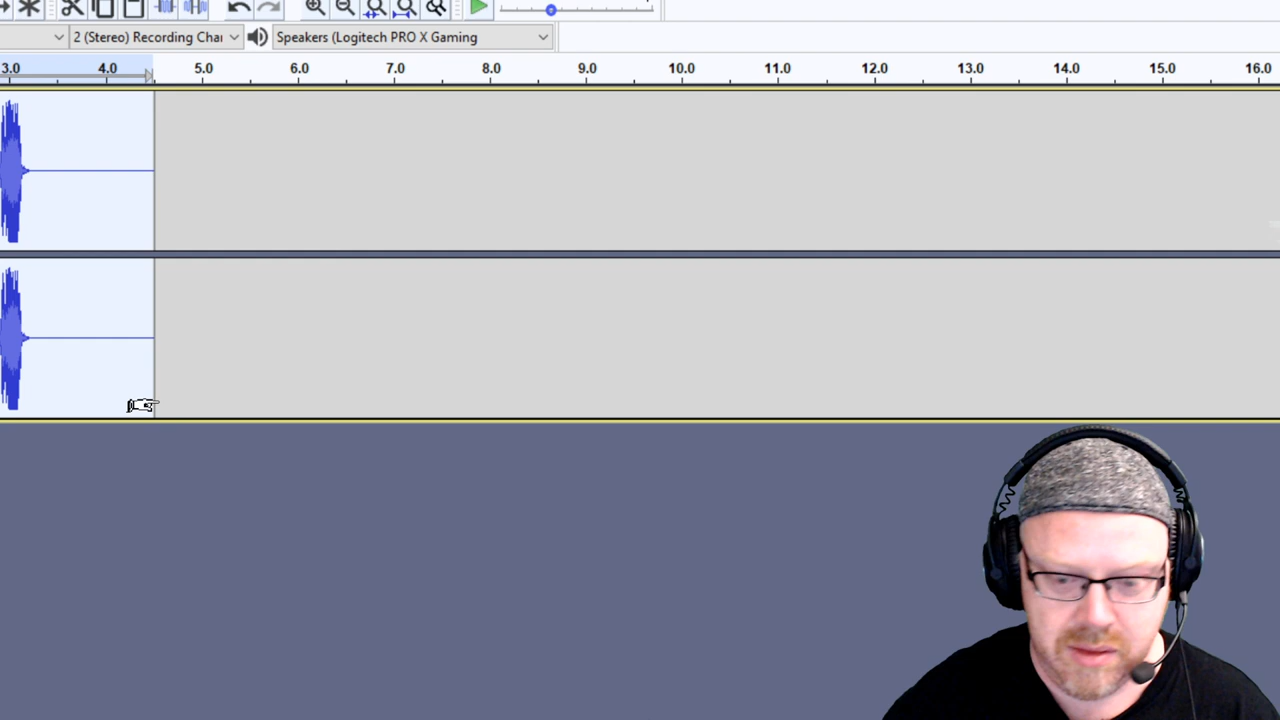 2 (Stereo) Recording Chai
Speakers (Logitech PRO X Gaming
3.0 4.0 5.0 6.0 7.0 8.0 9.0 10.0 11.0 12.0 13.0 14.0 15.0 16.0